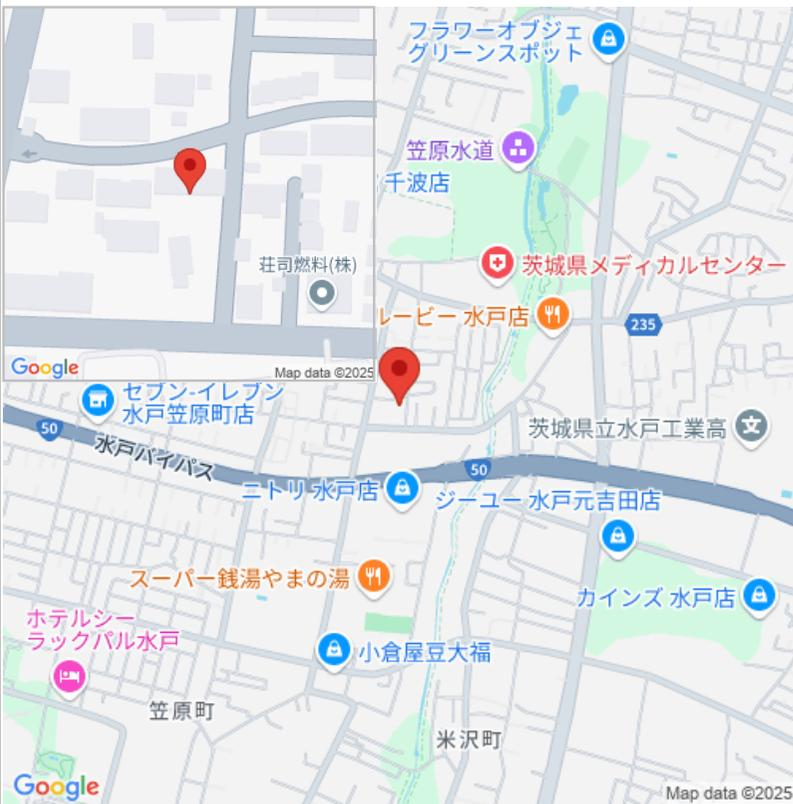 荘司燃料(株)
Google
Map data ©2025
フラワーオブジェ
グリーンスポット
笠原水道
千波店
茨城県メディカルセンター
ルービー 水戸店
235
セブン-イレブン
水戸笠原町店
50
水戸バイパス
茨城県立水戸工業高
50
ニトリ 水戸店
ジーユー 水戸元吉田店
スーパー銭湯やまの湯
カインズ 水戸店
ホテルシー
ラックパル水戸
小倉屋豆大福
笠原町
米沢町
Google
Map data ©2025